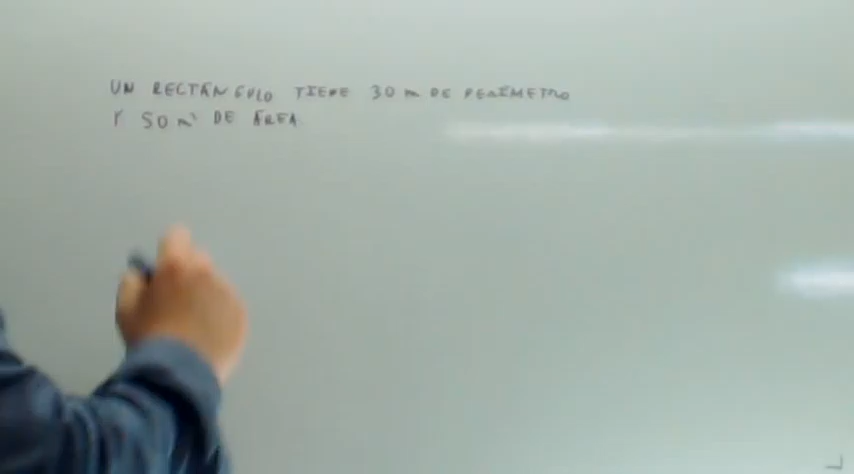 UN RECTÁNGULO TIENE 30 m DE PERÍMETRO
Y 50 m² DE ÁREA